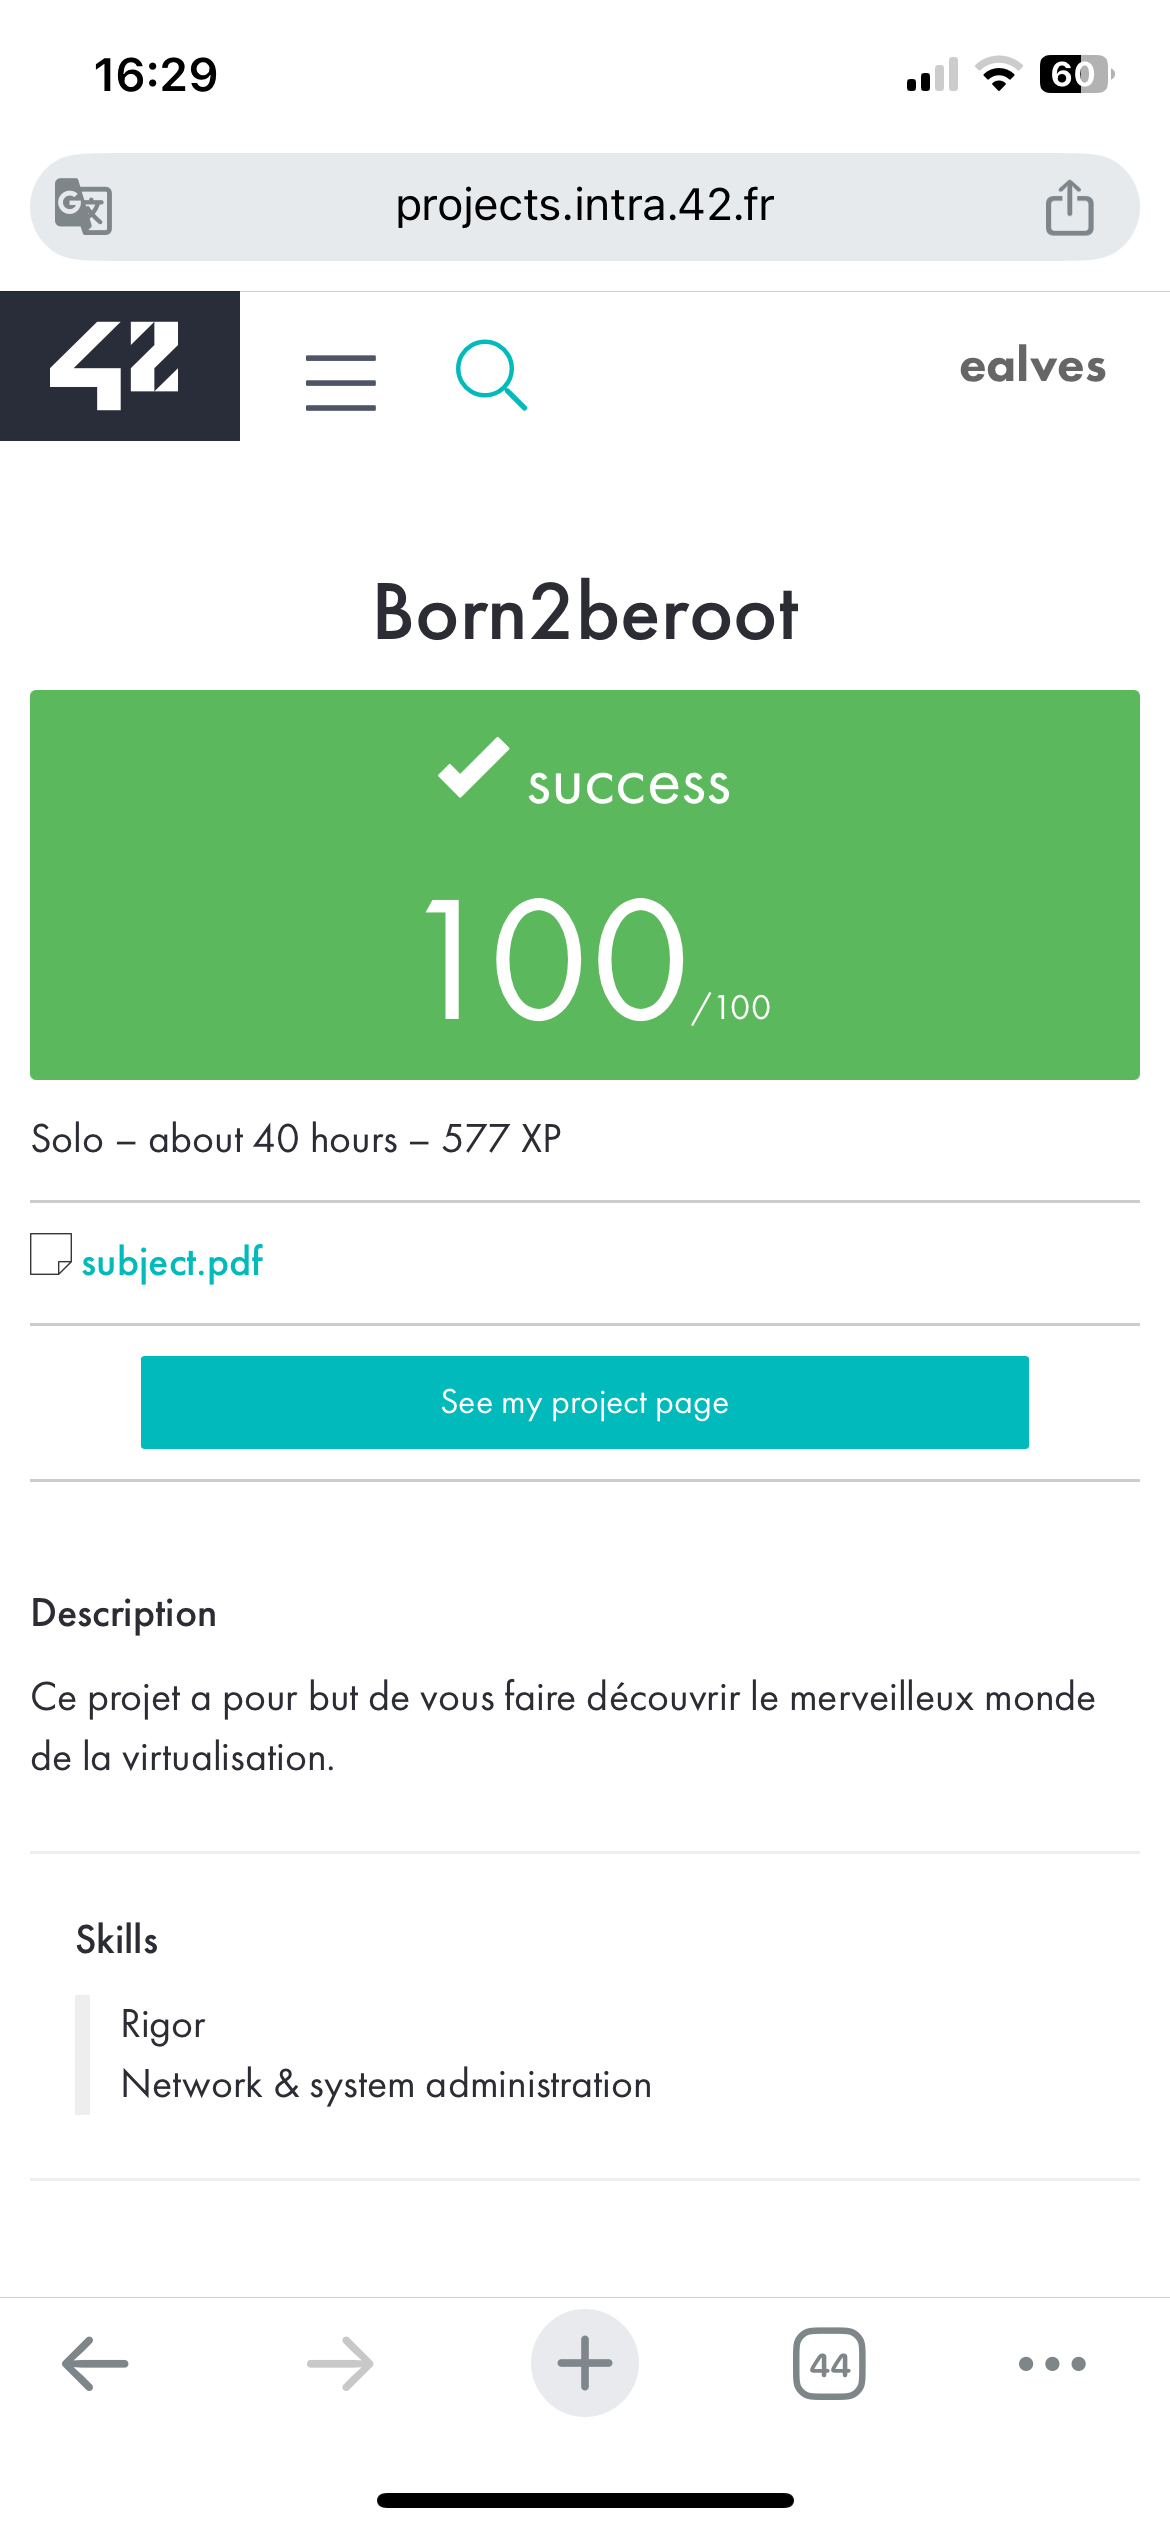 16:29
60
projects.intra.42.fr
42
ealves
Born2beroot
success
100/100
Solo – about 40 hours – 577 XP
subject.pdf
See my project page
Description
Ce projet a pour but de vous faire découvrir le merveilleux monde
de la virtualisation.
Skills
Rigor
Network & system administration
44